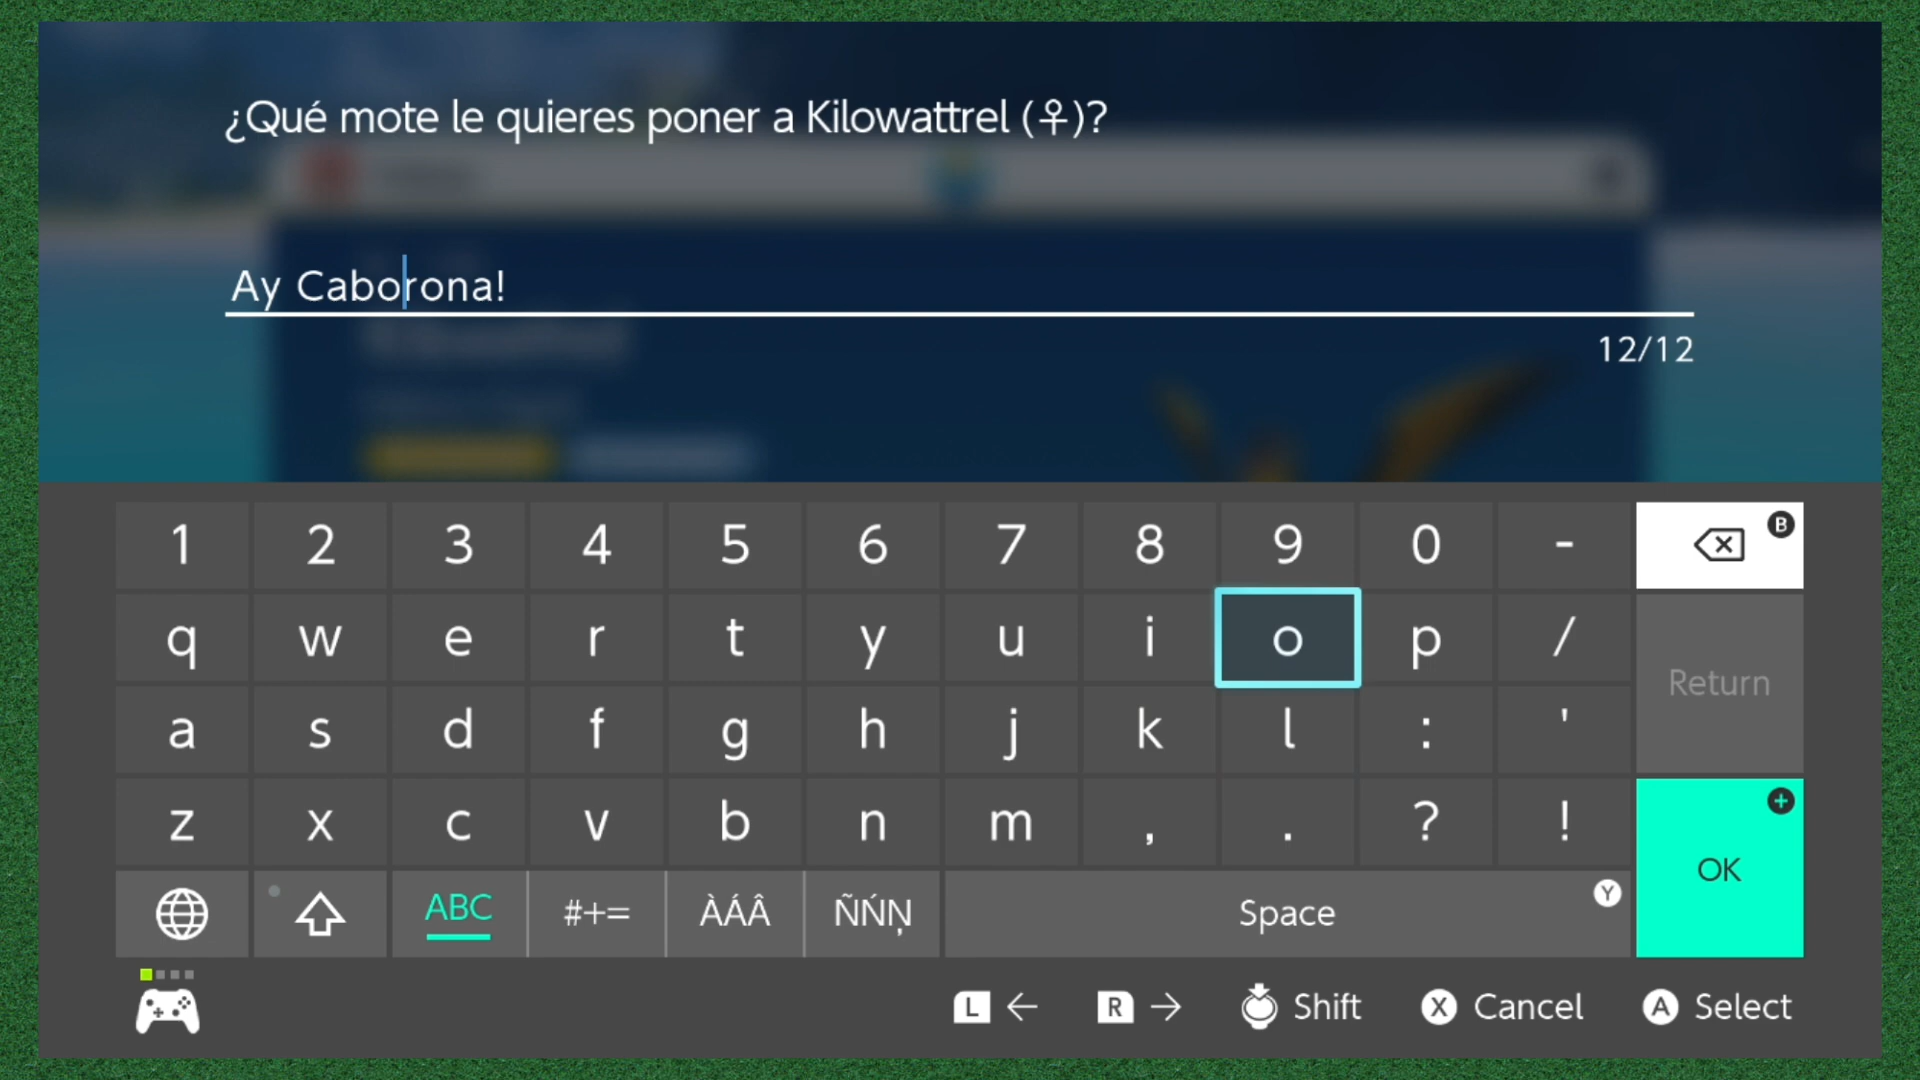 ¿Qué mote le quieres poner a Kilowattrel (♀)?
Ay Caborona!
12/12
1 2 3 4 5 6 7 8 9 0 - B
q w e r t y u i o p /
Return
a s d f g h j k l : '
z x c v b n m , . ? ! +
OK
ABC #+= ÀÁÂ ÑŃŅ Space Y
L ← R → Shift X Cancel A Select